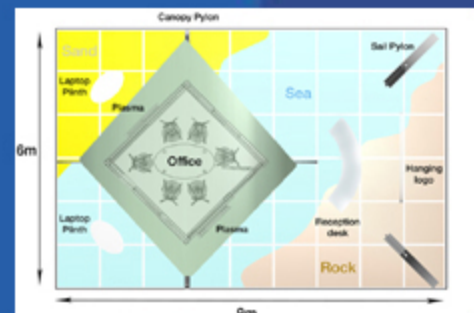 Canopy Pylon
Sand
Sail Pylon
Laptop
Plinth
Plasma
Sea
6m
Office
Hanging
logo
Laptop
Plinth
Plasma
Reception
desk
Rock